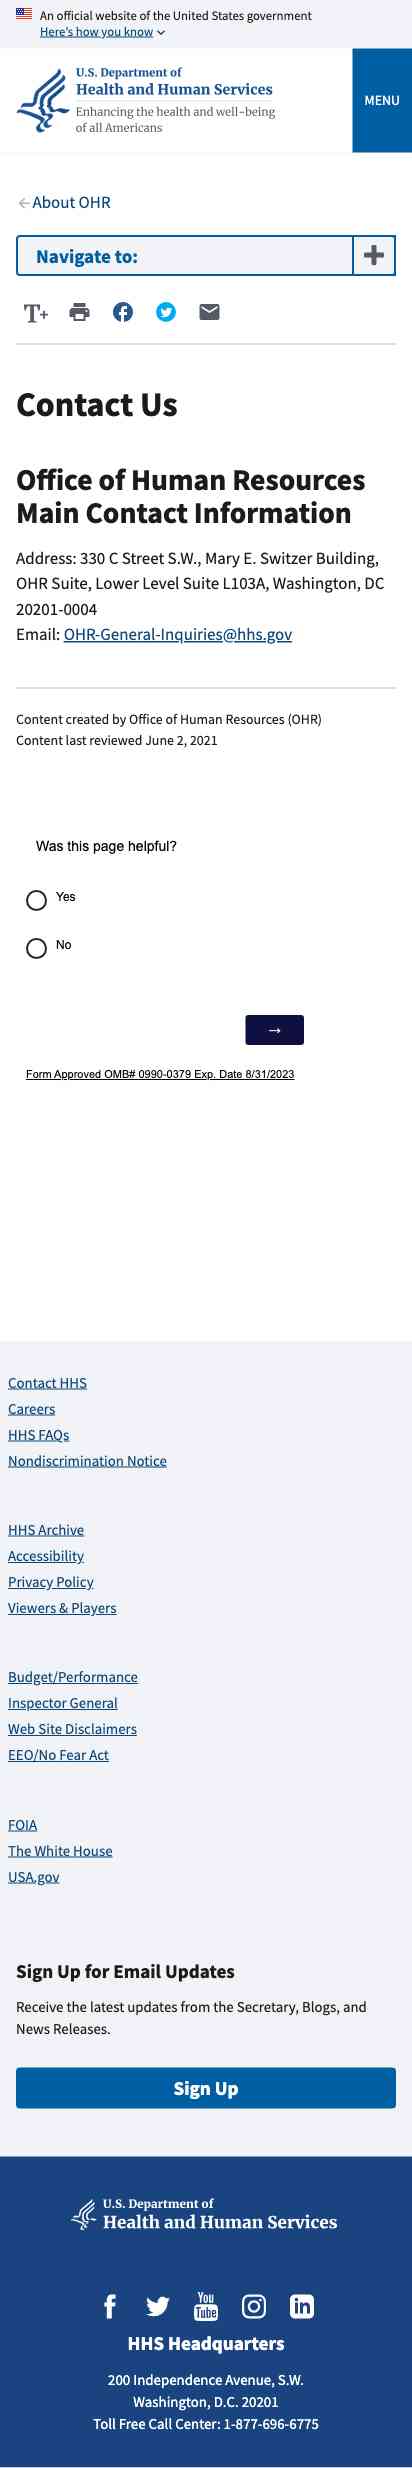 An official website of the United States government
Here's how you know
U.S. Department of
Health and Human Services
Enhancing the health and well-being
of all Americans
MENU
About OHR
Navigate to:
T+
Contact Us
Office of Human Resources
Main Contact Information
Address: 330 C Street S.W., Mary E. Switzer Building,
OHR Suite, Lower Level Suite L103A, Washington, DC
20201-0004
Email: OHR-General-Inquiries@hhs.gov
Content created by Office of Human Resources (OHR)
Content last reviewed June 2, 2021
Was this page helpful?
Yes
No
→
Form Approved OMB# 0990-0379 Exp. Date 8/31/2023
Contact HHS
Careers
HHS FAQs
Nondiscrimination Notice
HHS Archive
Accessibility
Privacy Policy
Viewers & Players
Budget/Performance
Inspector General
Web Site Disclaimers
EEO/No Fear Act
FOIA
The White House
USA.gov
Sign Up for Email Updates
Receive the latest updates from the Secretary, Blogs, and
News Releases.
Sign Up
U.S. Department of
Health and Human Services
You
Tube
HHS Headquarters
200 Independence Avenue, S.W.
Washington, D.C. 20201
Toll Free Call Center: 1-877-696-6775